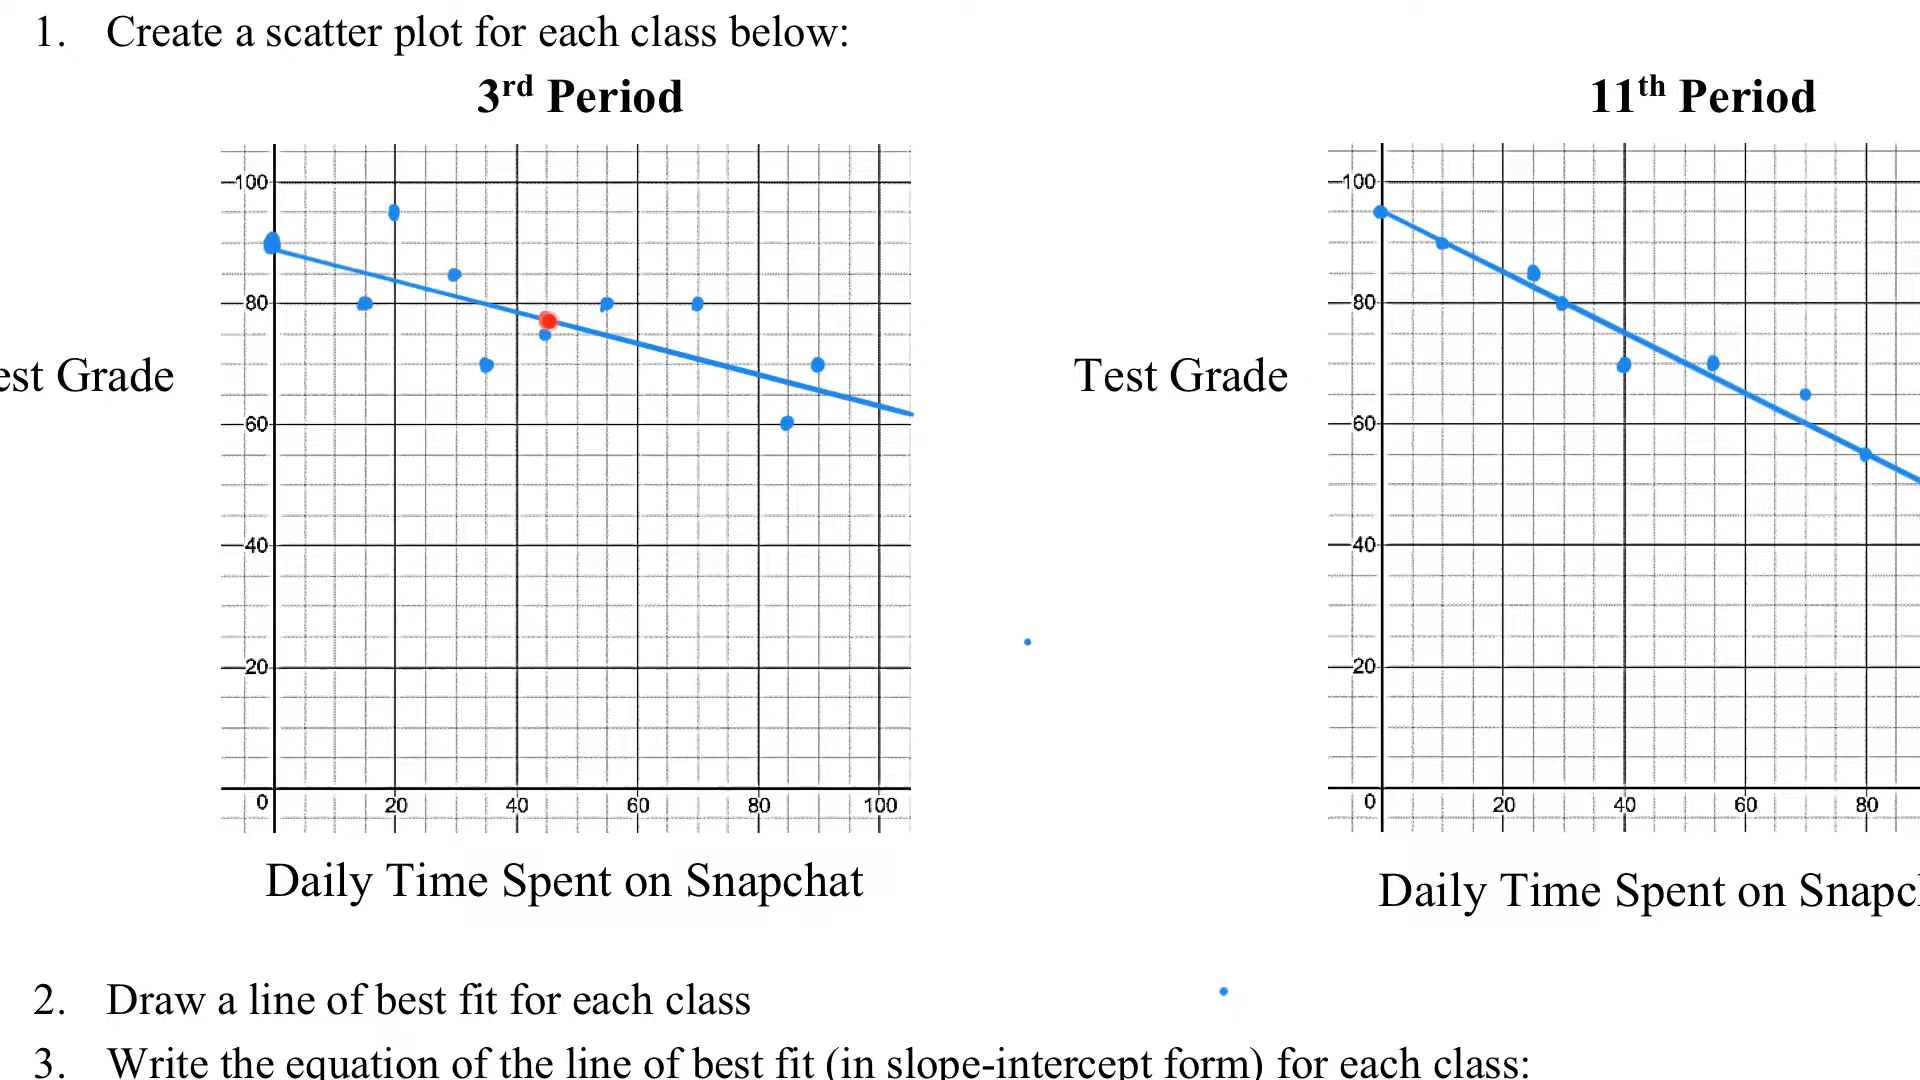 1. Create a scatter plot for each class below:
3rd Period
11th Period
100
80
60
40
20
0
20
40
60
80
100
Grade
Daily Time Spent on Snapchat
Test Grade
100
80
60
40
20
0
20
40
60
80
Daily Time Spent on
2. Draw a line of best fit for each class
3. Write the equation of the line of best fit (in slope-intercept form) for each class: